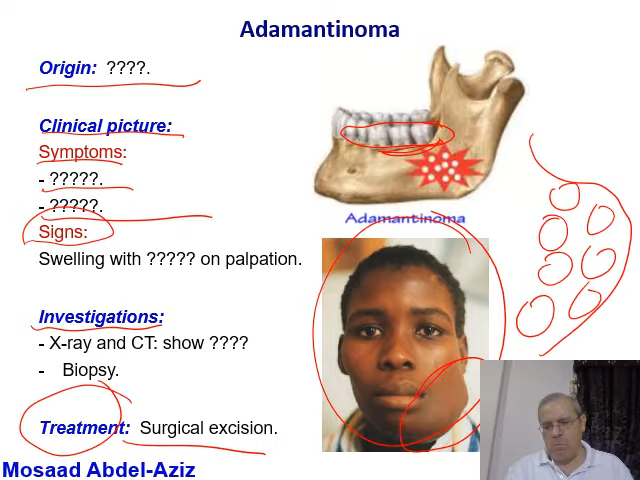 Adamantinoma
Origin: ????.
Clinical picture:
Symptoms:
- ?????.
- ?????.
Signs:
Swelling with ????? on palpation.
Investigations:
- X-ray and CT: show ????
- Biopsy.
Treatment: Surgical excision.
Mosaad Abdel-Aziz
Adamantinoma